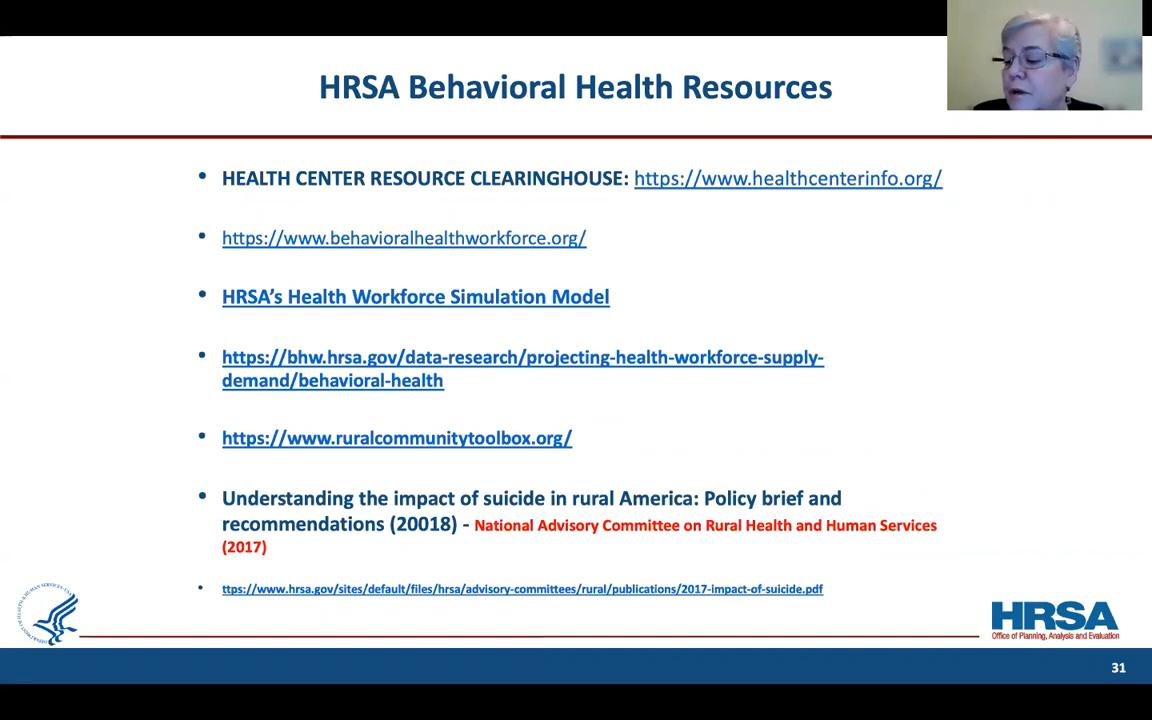 HRSA Behavioral Health Resources
• HEALTH CENTER RESOURCE CLEARINGHOUSE: https://www.healthcenterinfo.org/
• https://www.behavioralhealthworkforce.org/
• HRSA’s Health Workforce Simulation Model
• https://bhw.hrsa.gov/data-research/projecting-health-workforce-supply-
demand/behavioral-health
• https://www.ruralcommunitytoolbox.org/
• Understanding the impact of suicide in rural America: Policy brief and
recommendations (20018) - National Advisory Committee on Rural Health and Human Services
(2017)
• ttps://www.hrsa.gov/sites/default/files/hrsa/advisory-committees/rural/publications/2017-impact-of-suicide.pdf
HRSA
Office of Planning, Analysis and Evaluation
31